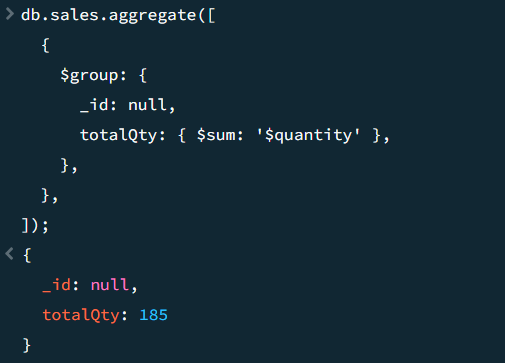 > db.sales.aggregate([
{
$group: {
_id: null,
totalQty: { $sum: '$quantity' },
},
},
]);
< {
_id: null,
totalQty: 185
}